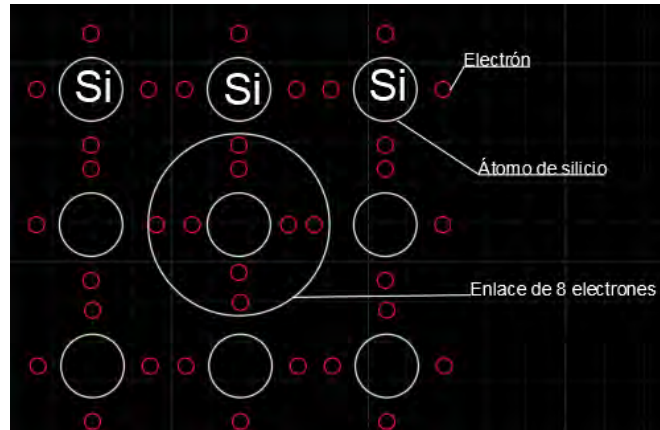 Si
Si
Si
Electrón
Átomo de silicio
Enlace de 8 electrones